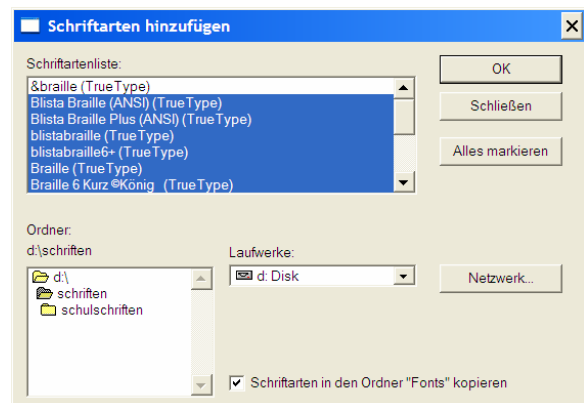 Schriftarten hinzufügen
Schriftartenliste:
&braille (TrueType)
Blista Braille (ANSI) (TrueType)
Blista Braille Plus (ANSI) (TrueType)
blistabraille (TrueType)
blistabraille6+ (TrueType)
Braille (TrueType)
Braille 6 Kurz ©König (TrueType)
OK
Schließen
Alles markieren
Ordner:
d:\schriften
Laufwerke:
d:\
schriften
schulschriften
d: Disk
Netzwerk...
Schriftarten in den Ordner "Fonts" kopieren